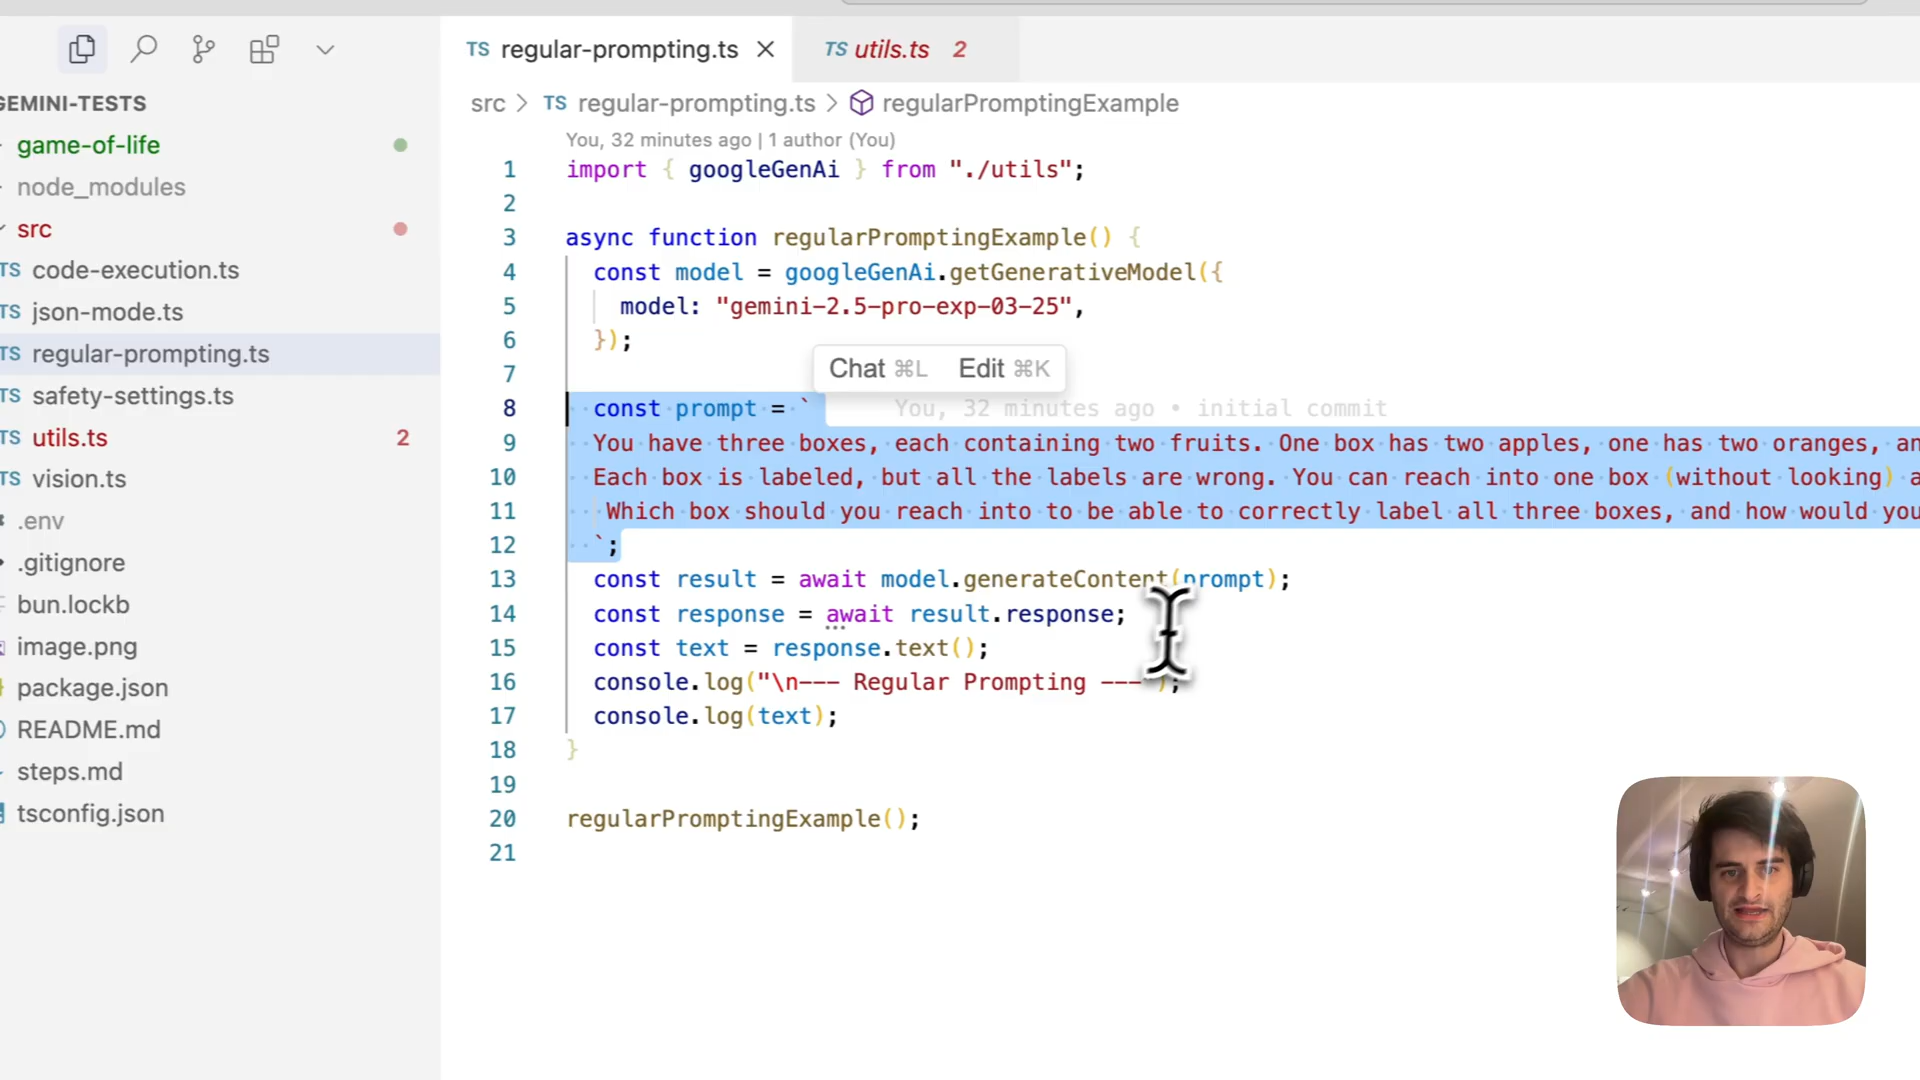 TS regular-prompting.ts
TS utils.ts 2
GEMINI-TESTS
src > TS regular-prompting.ts > regularPromptingExample
game-of-life
node_modules
src
TS code-execution.ts
TS json-mode.ts
TS regular-prompting.ts
TS safety-settings.ts
TS utils.ts 2
TS vision.ts
.env
.gitignore
bun.lockb
image.png
package.json
README.md
steps.md
tsconfig.json
You, 32 minutes ago | 1 author (You)
1 import { googleGenAi } from "./utils";
2
3 async function regularPromptingExample() {
4 const model = googleGenAi.getGenerativeModel({
5 model: "gemini-2.5-pro-exp-03-25",
6 });
7
Chat ⌘L Edit ⌘K
8 const prompt = ` You, 32 minutes ago • initial commit
9 You have three boxes, each containing two fruits. One box has two apples, one has two oranges,
10 Each box is labeled, but all the labels are wrong. You can reach into one box (without looking)
11 Which box should you reach into to be able to correctly label all three boxes, and how would you
12 `;
13 const result = await model.generateContent(prompt);
14 const response = await result.response;
15 const text = response.text();
16 console.log("\n--- Regular Prompting ---");
17 console.log(text);
18 }
19
20 regularPromptingExample();
21